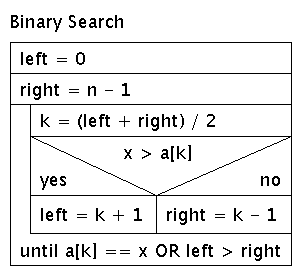 Binary Search
left = 0
right = n - 1
k = (left + right) / 2
x > a[k]
yes no
left = k + 1 right = k - 1
until a[k] == x OR left > right